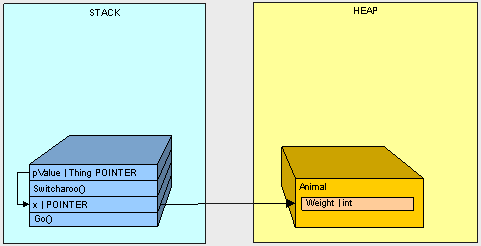 STACK
HEAP
pValue | Thing POINTER
Switcharoo()
x | POINTER
Go()
Animal
Weight | int